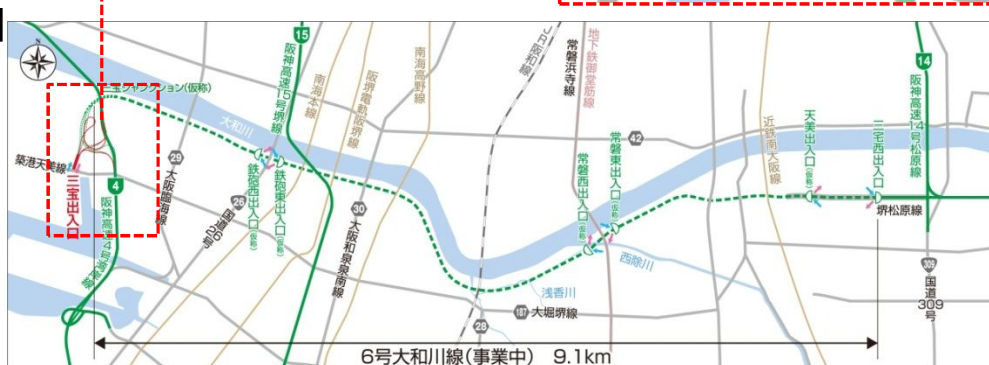 N
三宝ジャンクション(仮称)
築港天美線
三宝出入口
4
阪神高速4号湾岸線
29
大阪臨海線
26
国道26号
大和川
15
阪神高速15号堺線
鉄砲西出入口(仮称)
鉄砲東出入口(仮称)
南海本線
阪堺電軌阪堺線
南海高野線
30
大阪和泉泉南線
JR阪和線
28
187
大堀堺線
浅香川
常磐浜寺線
地下鉄御堂筋線
42
常磐西出入口(仮称)
常磐東出入口(仮称)
西除川
近鉄南大阪線
天美出入口(仮称)
三宅西出入口
14
阪神高速14号松原線
堺松原線
309
国道309号
6号大和川線(事業中) 9.1km